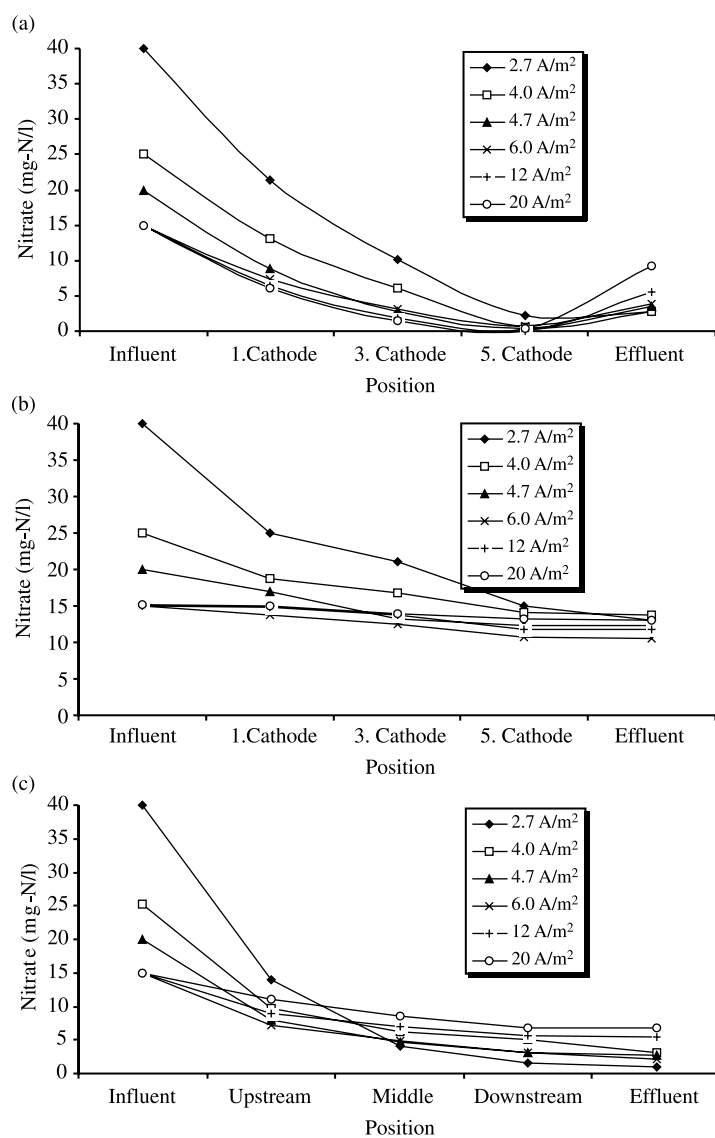 (a)
40
35
30
25
20
15
10
5
0
Nitrate (mg-N/l)
2.7 A/m²
4.0 A/m²
4.7 A/m²
6.0 A/m²
12 A/m²
20 A/m²
Influent 1.Cathode 3. Cathode 5. Cathode Effluent
Position
(b)
40
35
30
25
20
15
10
5
0
Nitrate (mg-N/l)
2.7 A/m²
4.0 A/m²
4.7 A/m²
6.0 A/m²
12 A/m²
20 A/m²
Influent 1.Cathode 3. Cathode 5. Cathode Effluent
Position
(c)
40
35
30
25
20
15
10
5
0
Nitrate (mg-N/l)
2.7 A/m²
4.0 A/m²
4.7 A/m²
6.0 A/m²
12 A/m²
20 A/m²
Influent Upstream Middle Downstream Effluent
Position